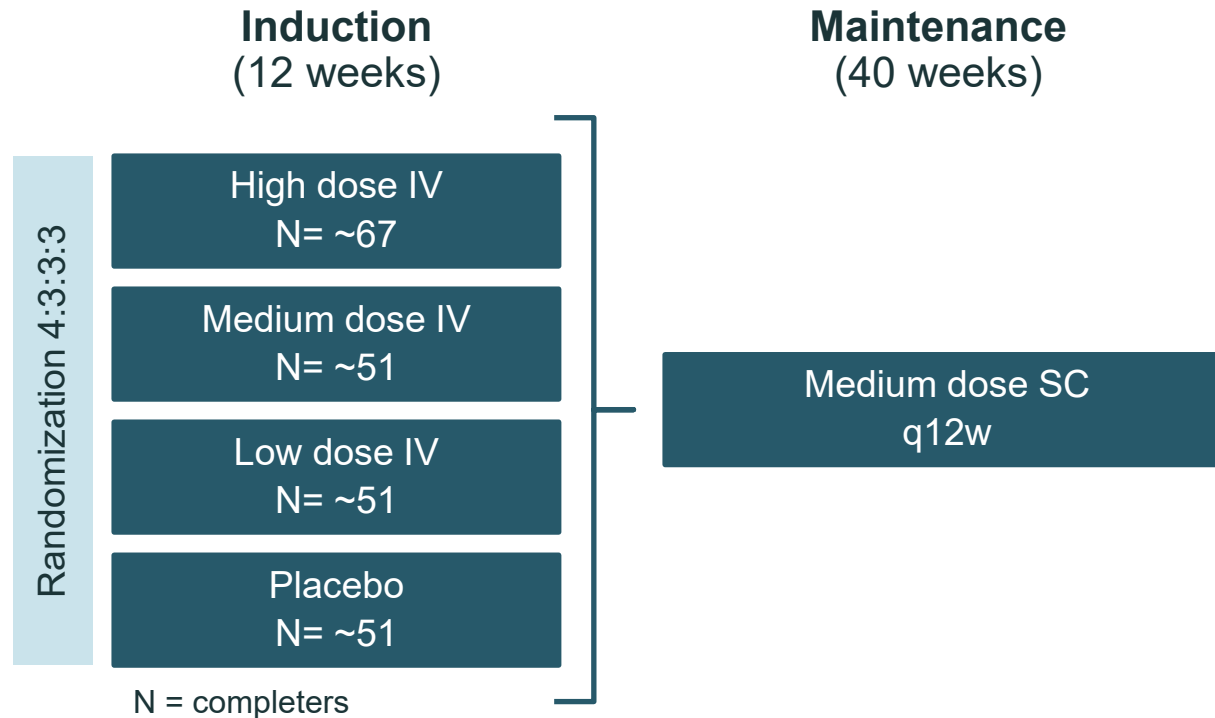 Induction
(12 weeks)
Maintenance
(40 weeks)
Randomization 4:3:3:3
High dose IV
N= ~67
Medium dose IV
N= ~51
Low dose IV
N= ~51
Placebo
N= ~51
N = completers
Medium dose SC
q12w